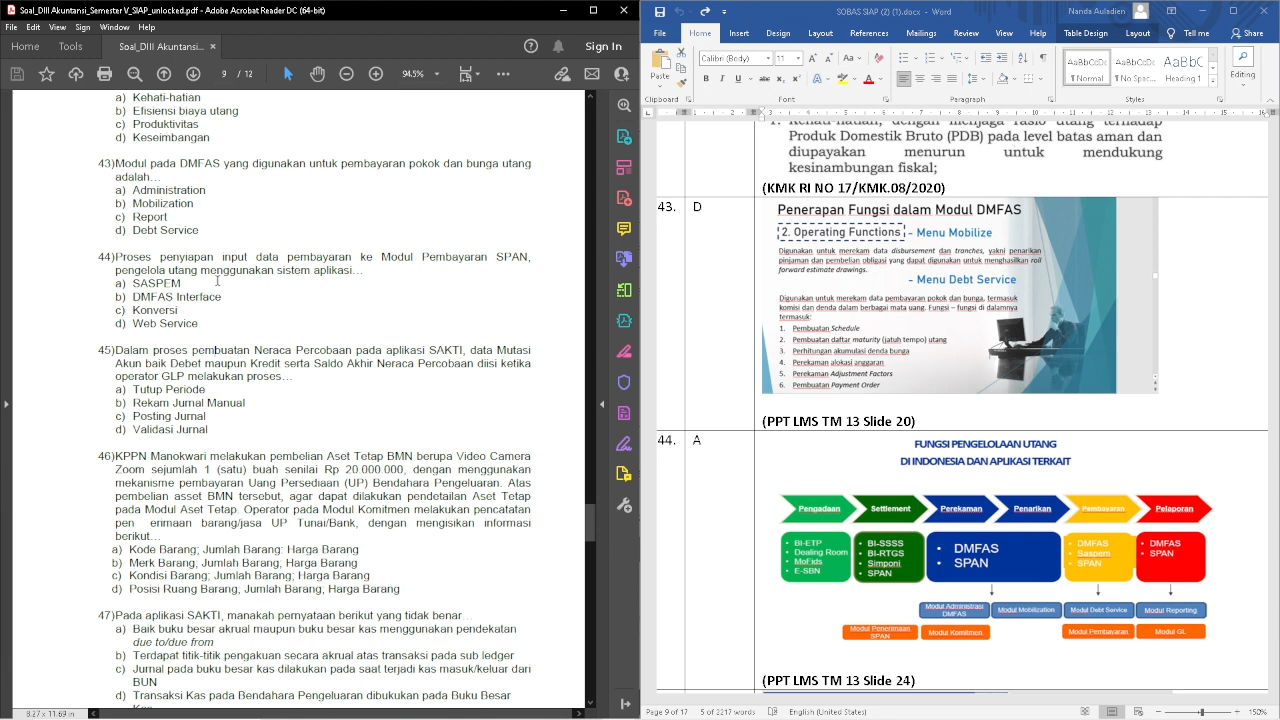 Soal_DIII Akuntansi_Semester V_SIAP_unlocked.pdf - Adobe Acrobat Reader DC (64-bit)
File Edit View Sign Window Help
Home Tools
Soal_DIII Akuntansi...
Sign In
9 / 12
a) Kehati-hatian
b) Efisiensi biaya utang
c) Produktivitas
d) Keseimbangan
43)Modul pada DMFAS yang digunakan untuk pembayaran pokok dan bunga utang
adalah…
a) Administration
b) Mobilization
c) Report
d) Debt Service
44)Proses penyaputan dari data pembayaran ke Modul Pembayaran SPAN,
pengelola utang menggunakan sistem aplikasi…
a) SASPEM
b) DMFAS Interface
c) Konversi
d) Web Service
45)Dalam proses pembuatan Neraca Percobaan pada aplikasi SAKTI, data Mutasi
Akun baik Debet maupun Kredit serta Saldo Akhir Neraca Percobaan diisi ketika
operator GLP melakukan proses…
a) Tutup Periode
b) Rekam Jurnal Manual
c) Posting Jurnal
d) Validasi Jurnal
46)KPPN Manokwari melakukan pembelian Aset Tetap BMN berupa Video Camera
Zoom sejumlah 1 (satu) buah senilai Rp 20.000.000, dengan menggunakan
mekanisme pembayaran Uang Persediaan (UP) Bendahara Pengeluaran. Atas
pembelian asset BMN tersebut, agar dapat dilakukan pendetailan Aset Tetap
pada Modul Aset Tetap. Operator pada Modul Komitmen melakukan pencatatan
penerimaan barang/jasa UP Tunai/Bank, dengan mengisikan informasi
berikut…
a) Kode Barang; Jumlah Barang; Harga Barang
b) Merk Barang; Jumlah Barang; Harga Barang
c) Kondisi Barang; Jumlah Barang; Harga Barang
d) Posisi Ruang Barang; Jumlah Barang; Harga Barang
47)Pada aplikasi SAKTI, manakah pernyataan berikut yang tidak benar…
a) Baik buku besar akrual maupun buku besar kas menggunakan pendekatan
due to/due from
b) Terdapat titik-titik pengakuan secara akrual atas transaksi pada sub ledger
c) Jurnal pada buku besar kas dilakukan pada saat terjadi kas masuk/keluar dari
BUN
d) Transaksi Kas pada Bendahara Pengeluaran dibukukan pada Buku Besar
8.27 x 11.69 in
SOBAS SIAP (2) (1).docx - Word
Nanda Auladien
File Home Insert Design Layout References Mailings Review View Help Table Design Layout Tell me Share
Paste
Clipboard
Calibri (Body) 11
Font
Paragraph
AaBbCcDc AaBbCcDc AaBbC
¶ Normal ¶ No Spac... Heading 1
Styles
Editing
1. Kehati-hatian, dengan menjaga rasio utang terhadap
Produk Domestik Bruto (PDB) pada level batas aman dan
diupayakan menurun untuk mendukung
kesinambungan fiskal;
(KMK RI NO 17/KMK.08/2020)
43. D
Penerapan Fungsi dalam Modul DMFAS
2. Operating Functions - Menu Mobilize
Digunakan untuk merekam data disbursement dan tranches, yakni penarikan
pinjaman dan pembelian obligasi yang dapat digunakan untuk menghasilkan roll
forward estimate drawings.
- Menu Debt Service
Digunakan untuk merekam data pembayaran pokok dan bunga, termasuk
komisi dan denda dalam berbagai mata uang. Fungsi – fungsi di dalamnya
termasuk:
1. Pembuatan Schedule
2. Pembuatan daftar maturity (jatuh tempo) utang
3. Perhitungan akumulasi denda bunga
4. Perekaman alokasi anggaran
5. Perekaman Adjustment Factors
6. Pembuatan Payment Order
(PPT LMS TM 13 Slide 20)
44. A
FUNGSI PENGELOLAAN UTANG
DI INDONESIA DAN APLIKASI TERKAIT
Pengadaan Settlement Perekaman Penarikan Pembayaran Pelaporan
• BI-ETP
• Dealing Room
• MoFids
• E-SBN
• BI-SSSS
• BI-RTGS
• Simponi
• SPAN
• DMFAS
• SPAN
• DMFAS
• Saspem
• SPAN
• DMFAS
• SPAN
Modul Administrasi
DMFAS
Modul Mobilization
Modul Debt Service
Modul Reporting
Modul Penerimaan
SPAN
Modul Komitmen
Modul Pembayaran
Modul GL
(PPT LMS TM 13 Slide 24)
Page 9 of 17 5 of 2217 words English (United States) 150%